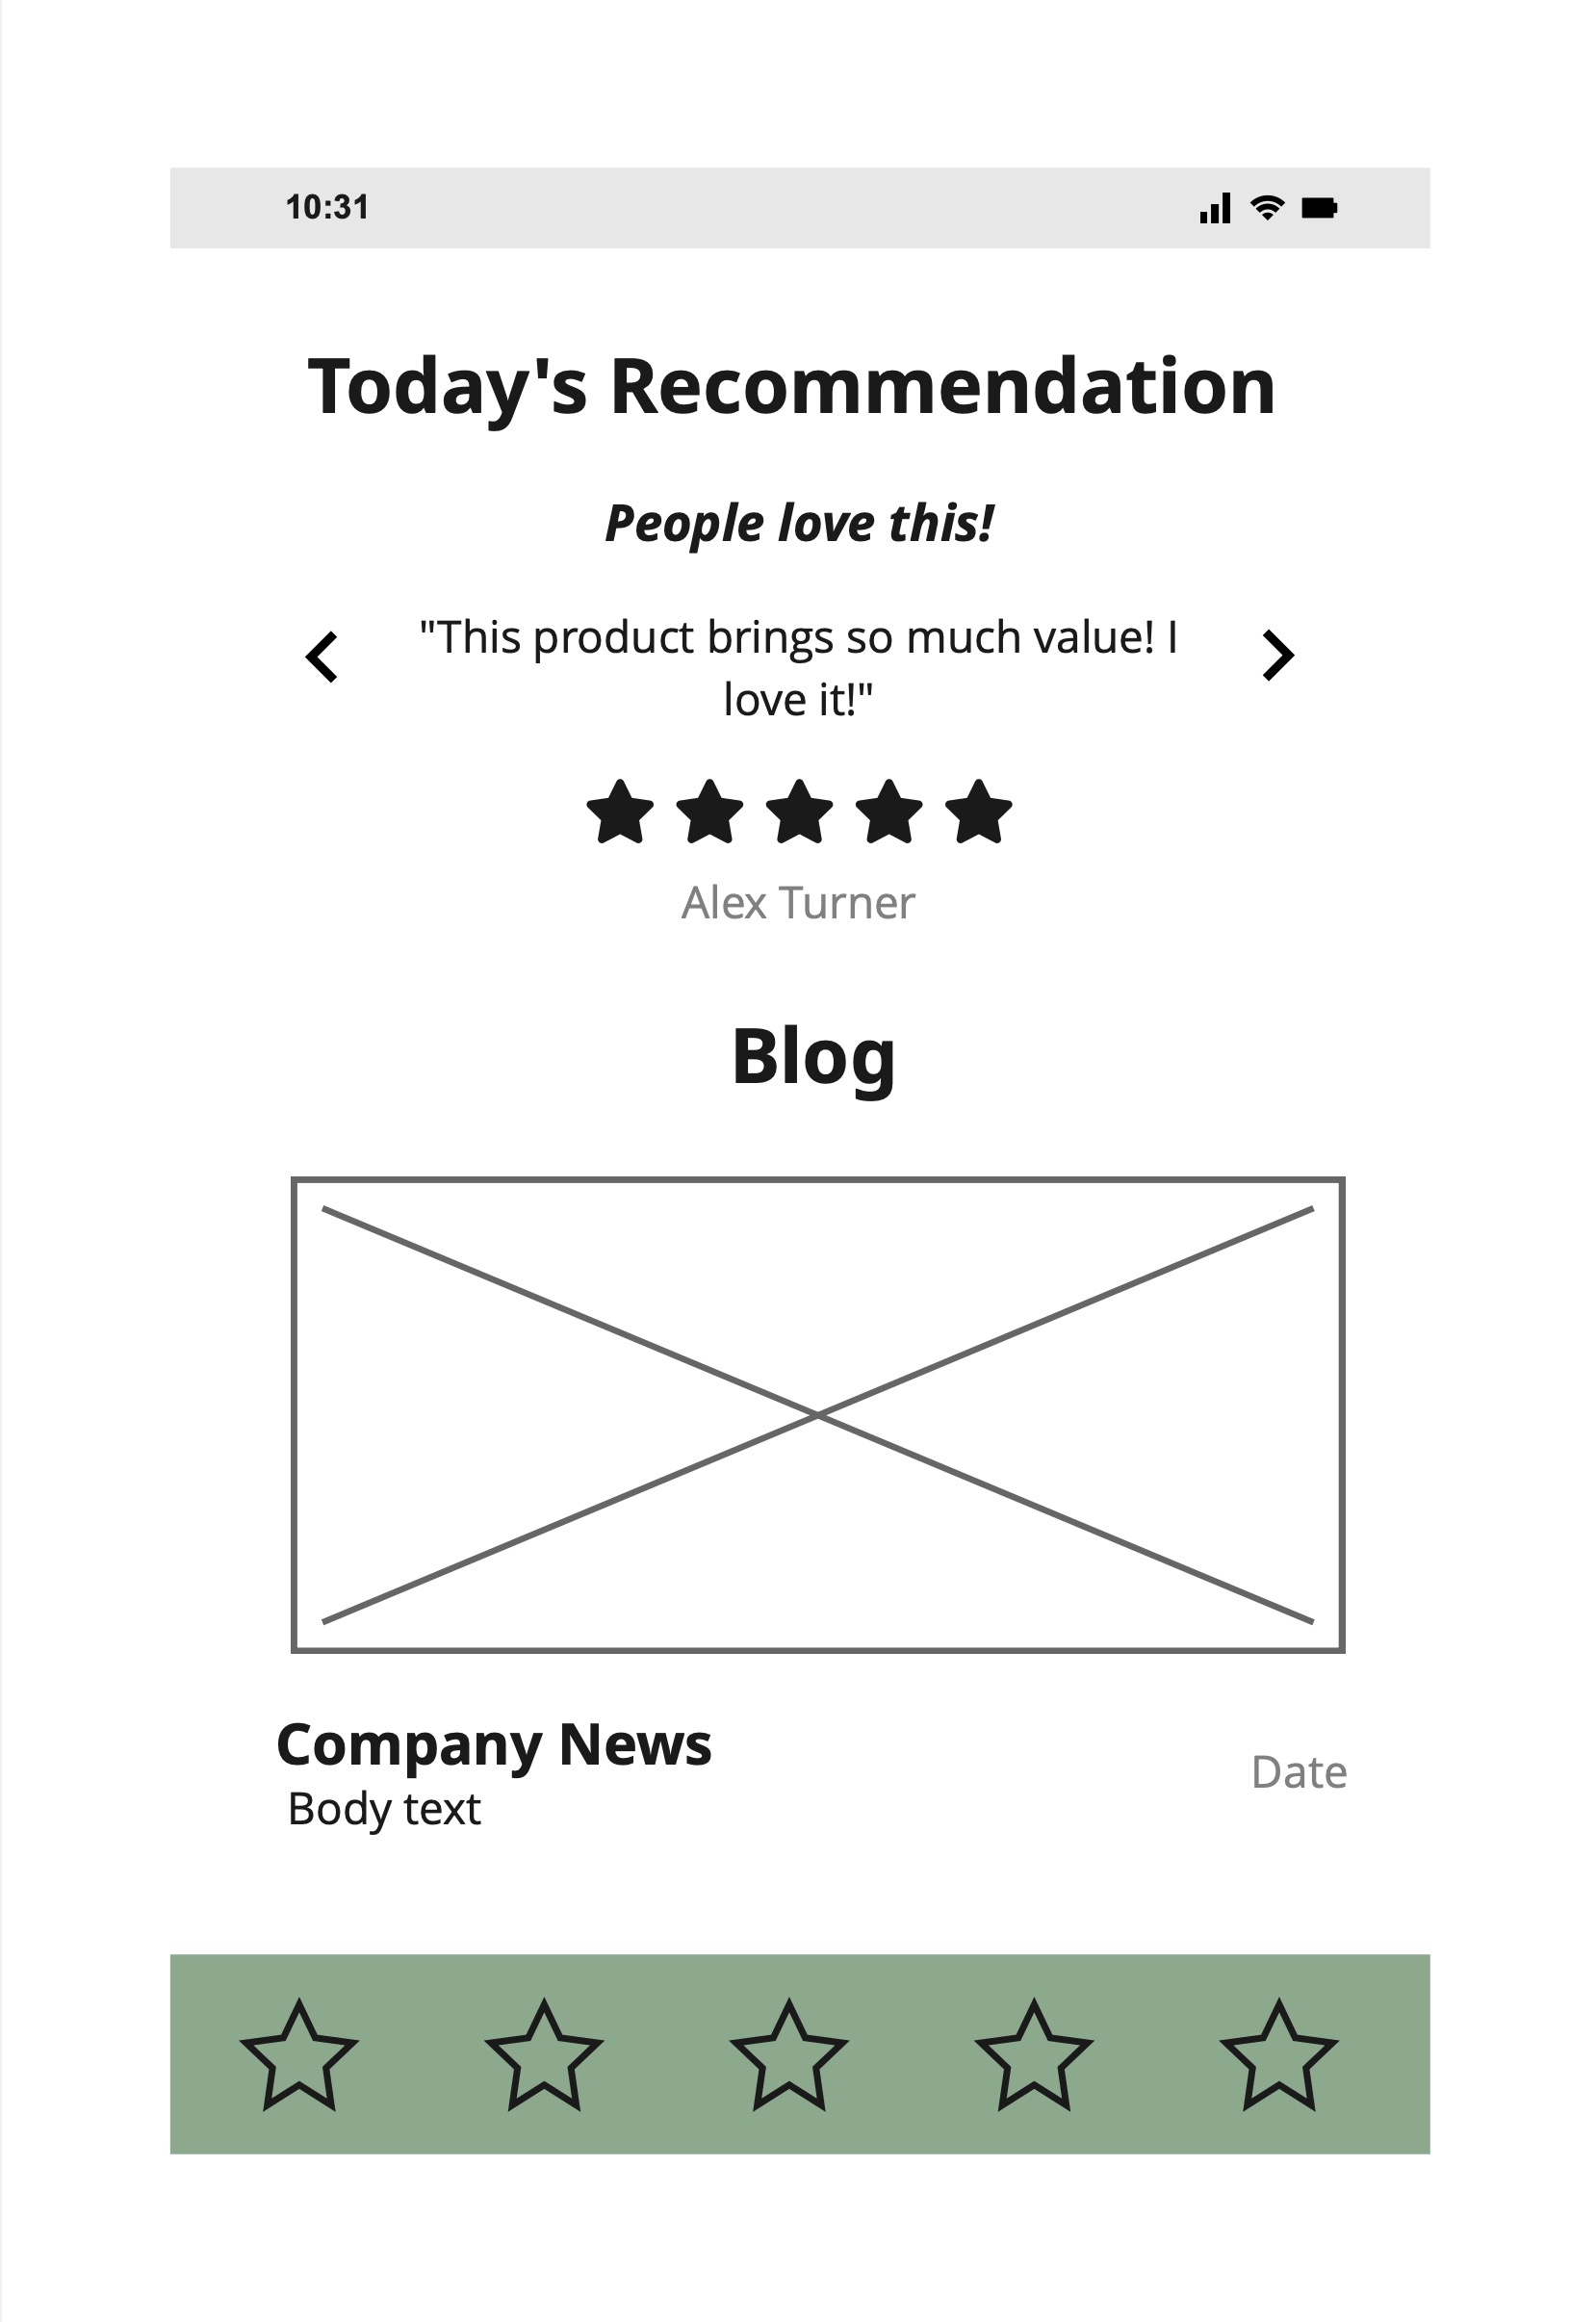 10:31
Today's Recommendation
People love this!
"This product brings so much value! I
love it!"
Alex Turner
Blog
Company News
Date
Body text